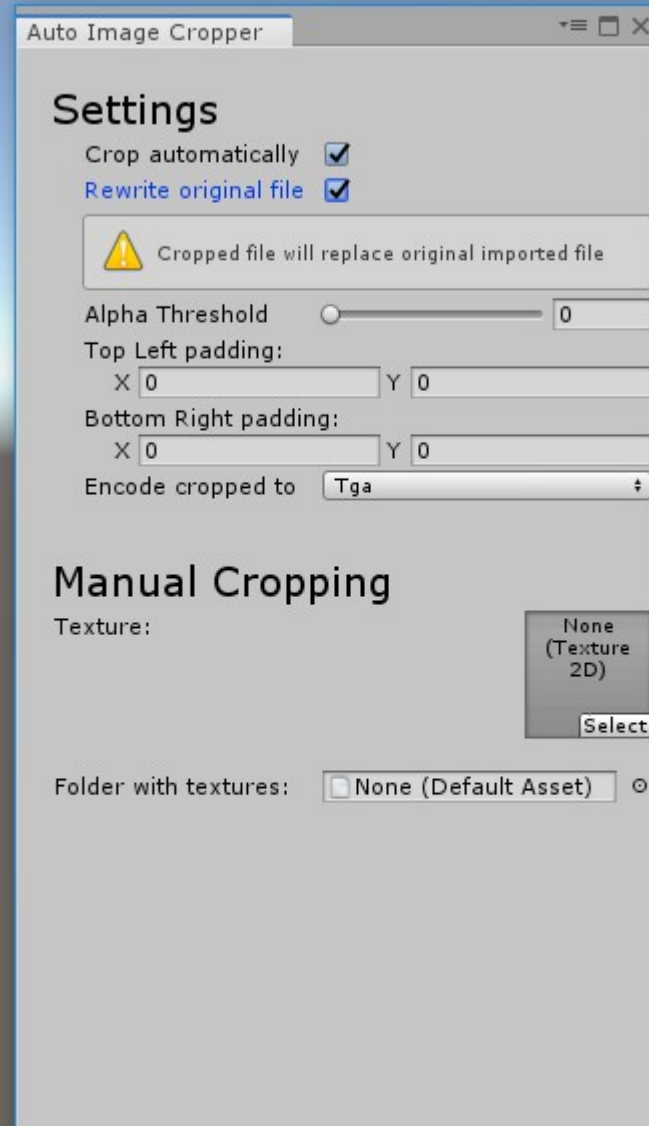 Auto Image Cropper
Settings
Crop automatically
Rewrite original file
Cropped file will replace original imported file
Alpha Threshold 0
Top Left padding:
X 0 Y 0
Bottom Right padding:
X 0 Y 0
Encode cropped to Tga
Manual Cropping
Texture:
None
(Texture
2D)
Select
Folder with textures: None (Default Asset)